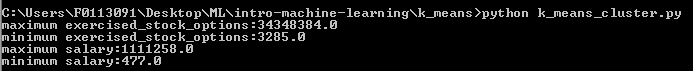 C:\Users\F0113091\Desktop\ML\intro-machine-learning\k_means>python k_means_cluster.py
maximum exercised_stock_options:34348384.0
minimum exercised_stock_options:3285.0
maximum salary:1111258.0
minimum salary:477.0